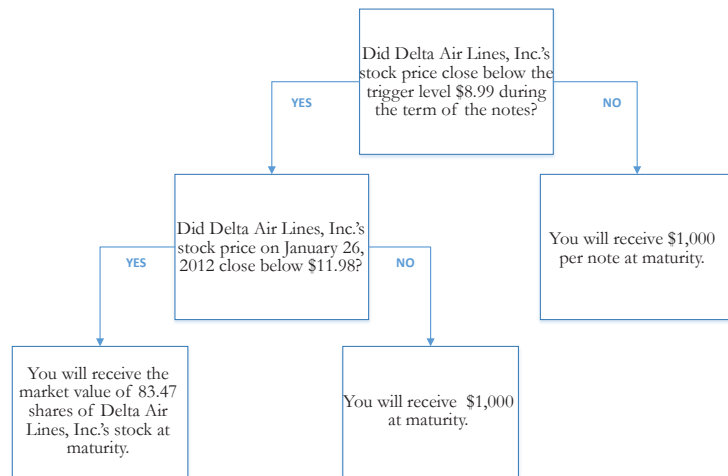 Did Delta Air Lines, Inc.'s
stock price close below the
trigger level $8.99 during
the term of the notes?
YES
NO
Did Delta Air Lines, Inc.'s
stock price on January 26,
2012 close below $11.98?
You will receive $1,000
per note at maturity.
YES
NO
You will receive the
market value of 83.47
shares of Delta Air
Lines, Inc.'s stock at
maturity.
You will receive $1,000
at maturity.